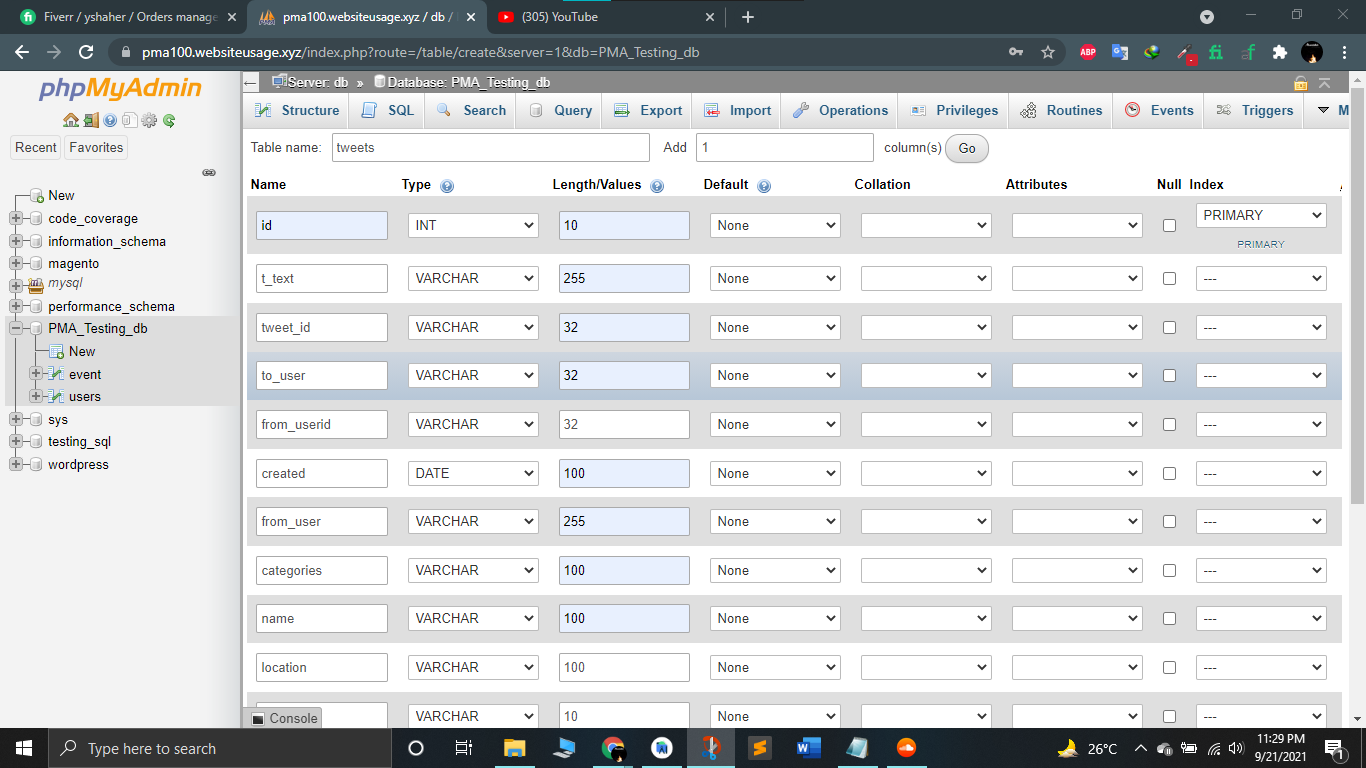 Fiverr / yshaher / Orders manage
pma100.websiteusage.xyz / db /
(305) YouTube
pma100.websiteusage.xyz/index.php?route=/table/create&server=1&db=PMA_Testing_db
ABP
fi
phpMyAdmin
Recent
Favorites
New
code_coverage
information_schema
magento
mysql
performance_schema
PMA_Testing_db
New
event
users
sys
testing_sql
wordpress
Server: db » Database: PMA_Testing_db
Structure SQL Search Query Export Import Operations Privileges Routines Events Triggers M
Table name: tweets Add 1 column(s) Go
Name Type Length/Values Default Collation Attributes Null Index
id INT 10 None PRIMARY
PRIMARY
t_text VARCHAR 255 None ---
tweet_id VARCHAR 32 None ---
to_user VARCHAR 32 None ---
from_userid VARCHAR 32 None ---
created DATE 100 None ---
from_user VARCHAR 255 None ---
categories VARCHAR 100 None ---
name VARCHAR 100 None ---
location VARCHAR 100 None ---
VARCHAR 10 None ---
Console
Type here to search
26°C
11:29 PM
9/21/2021
1